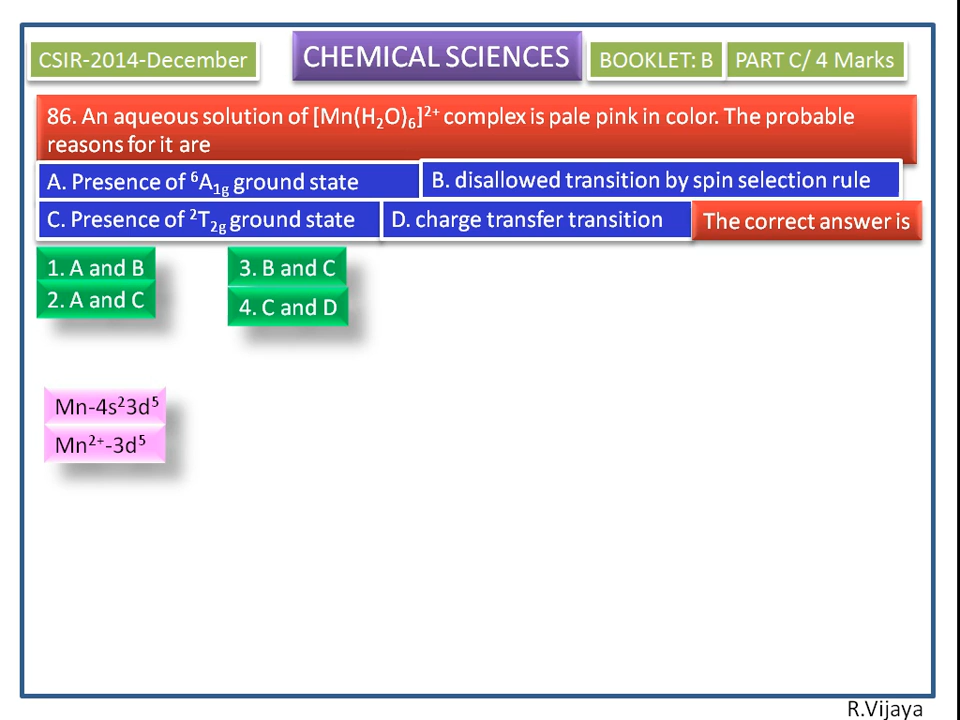 CSIR-2014-December
CHEMICAL SCIENCES
BOOKLET: B
PART C/ 4 Marks
86. An aqueous solution of [Mn(H₂O)₆]²⁺ complex is pale pink in color. The probable
reasons for it are
A. Presence of ⁶A₁g ground state
B. disallowed transition by spin selection rule
C. Presence of ²T₂g ground state
D. charge transfer transition
The correct answer is
1. A and B
2. A and C
3. B and C
4. C and D
Mn-4s²3d⁵
Mn²⁺-3d⁵
R.Vijaya